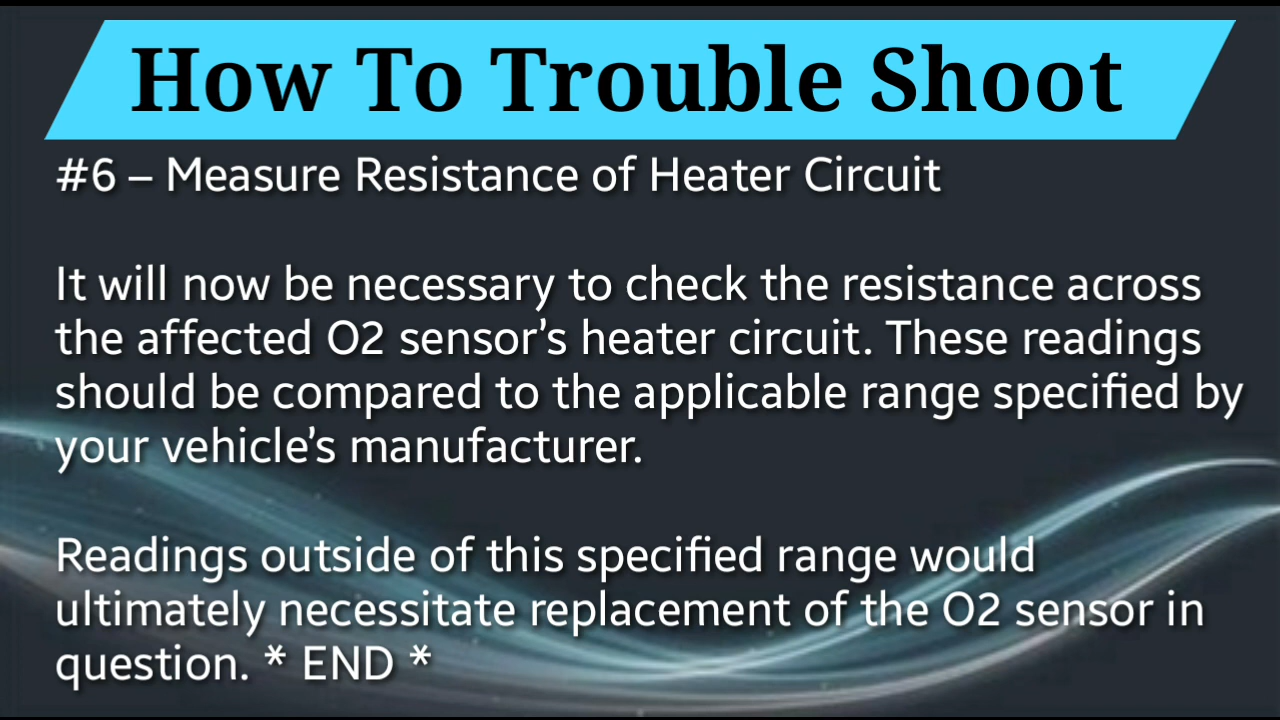 How To Trouble Shoot
#6 – Measure Resistance of Heater Circuit
It will now be necessary to check the resistance across
the affected O2 sensor’s heater circuit. These readings
should be compared to the applicable range specified by
your vehicle’s manufacturer.
Readings outside of this specified range would
ultimately necessitate replacement of the O2 sensor in
question. * END *